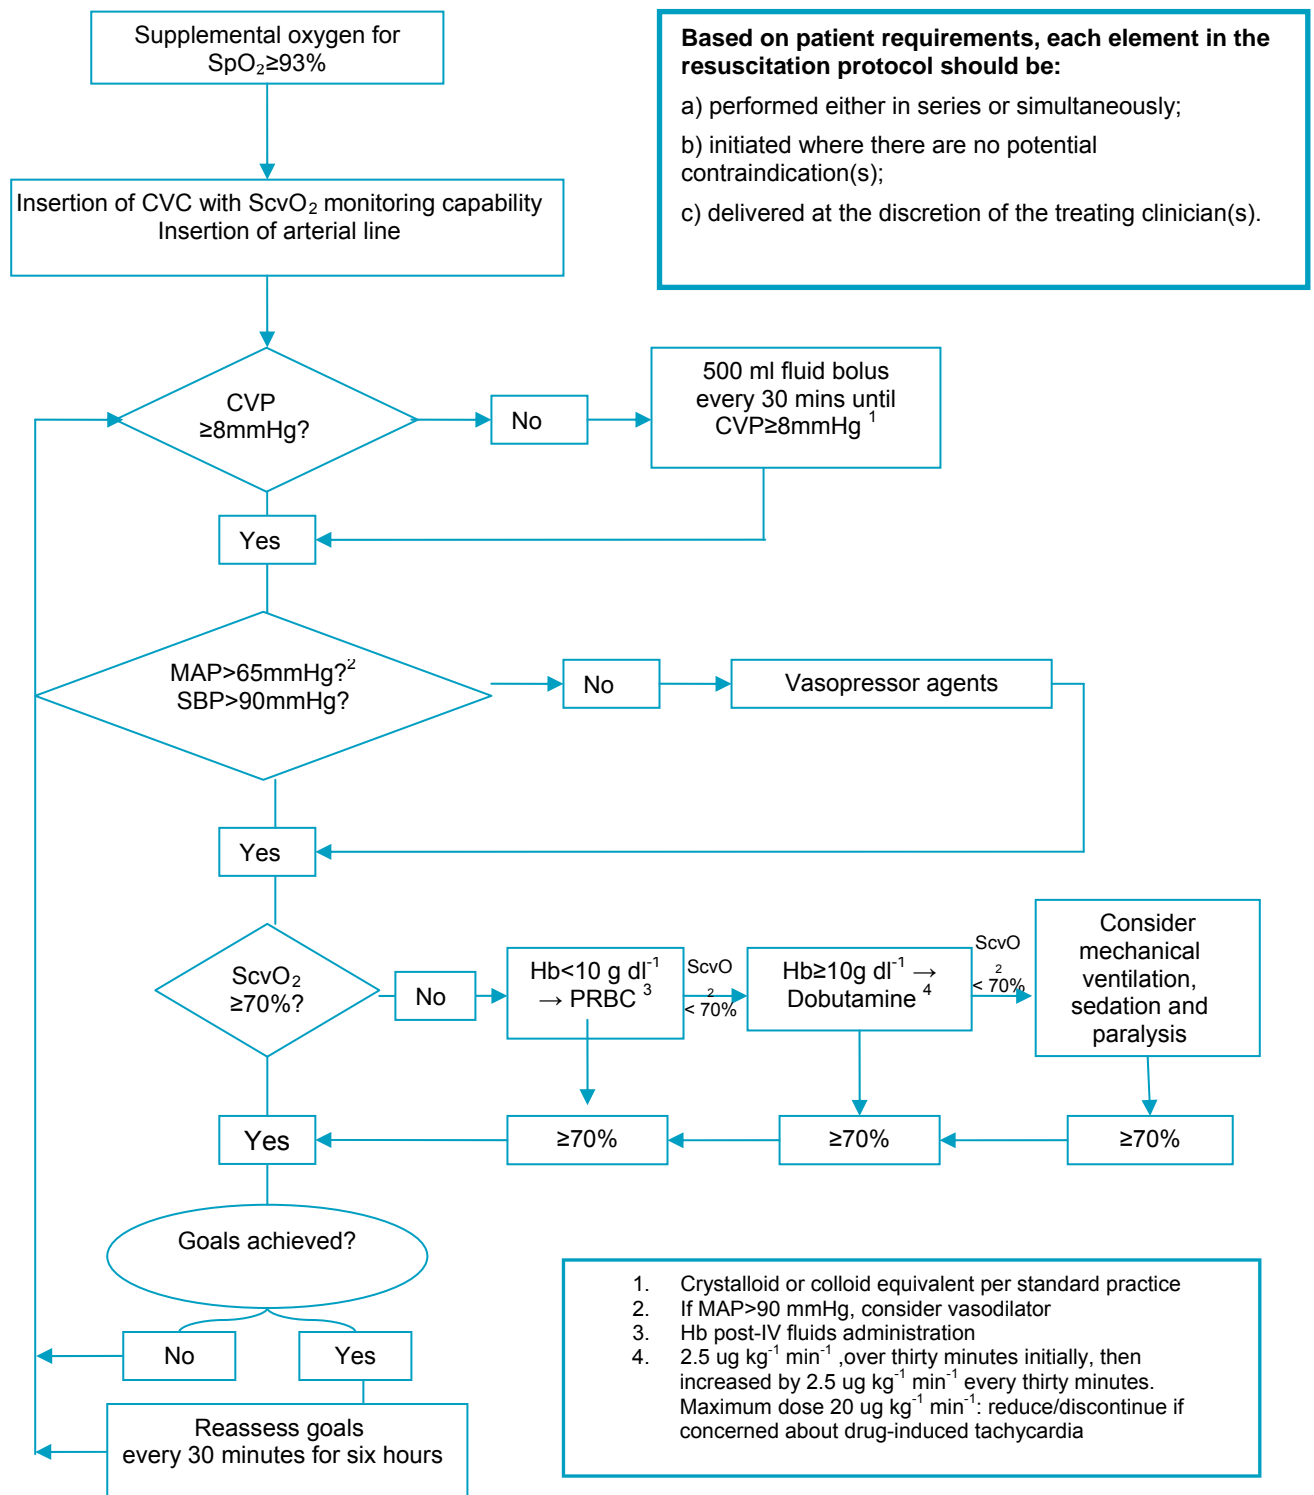 Supplemental oxygen for
SpO₂≥93%
Based on patient requirements, each element in the
resuscitation protocol should be:
a) performed either in series or simultaneously;
b) initiated where there are no potential
contraindication(s);
c) delivered at the discretion of the treating clinician(s).
Insertion of CVC with ScvO₂ monitoring capability
Insertion of arterial line
CVP
≥8mmHg?
No
500 ml fluid bolus
every 30 mins until
CVP≥8mmHg ¹
Yes
MAP>65mmHg?²
SBP>90mmHg?
No
Vasopressor agents
Yes
ScvO₂
≥70%?
No
Hb<10 g dl⁻¹
→ PRBC ³
ScvO
2
< 70%
Hb≥10g dl⁻¹ →
Dobutamine ⁴
ScvO
2
< 70%
Consider
mechanical
ventilation,
sedation and
paralysis
Yes
≥70%
≥70%
≥70%
Goals achieved?
No
Yes
Reassess goals
every 30 minutes for six hours
1. Crystalloid or colloid equivalent per standard practice
2. If MAP>90 mmHg, consider vasodilator
3. Hb post-IV fluids administration
4. 2.5 ug kg⁻¹ min⁻¹ ,over thirty minutes initially, then
increased by 2.5 ug kg⁻¹ min⁻¹ every thirty minutes.
Maximum dose 20 ug kg⁻¹ min⁻¹: reduce/discontinue if
concerned about drug-induced tachycardia